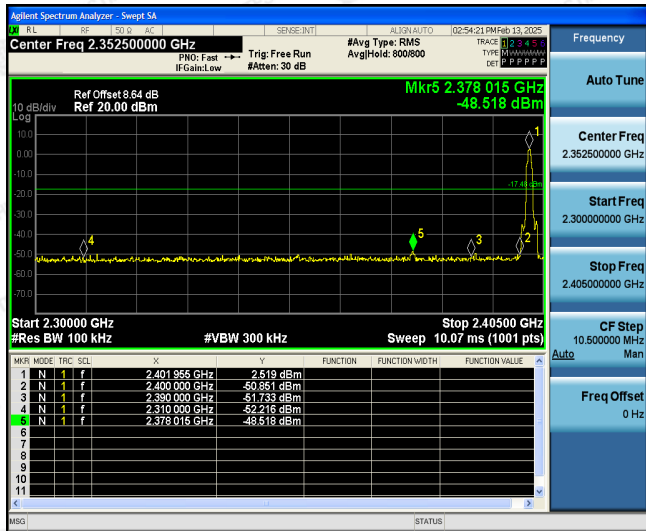 Agilent Spectrum Analyzer - Swept SA
LXI RL RF 50 Ω AC SENSE:INT ALIGN AUTO 02:54:21 PM Feb 13, 2025
Center Freq 2.352500000 GHz
PNO: Fast
IFGain:Low
Trig: Free Run
#Atten: 30 dB
#Avg Type: RMS
Avg|Hold: 800/800
TRACE 1 2 3 4 5 6
TYPE M W W W W W
DET P P P P P P
Ref Offset 8.64 dB
10 dB/div Ref 20.00 dBm
Log
Mkr5 2.378 015 GHz
-48.518 dBm
10.0
0.00
-10.0
-20.0
-30.0
-40.0
-50.0
-60.0
-70.0
1
-17.48 dBm
4
5
3
2
Start 2.30000 GHz Stop 2.40500 GHz
#Res BW 100 kHz #VBW 300 kHz Sweep 10.07 ms (1001 pts)
MKR MODE TRC SCL X Y FUNCTION FUNCTION WIDTH FUNCTION VALUE
1 N 1 f 2.401 955 GHz 2.519 dBm
2 N 1 f 2.400 000 GHz -50.851 dBm
3 N 1 f 2.390 000 GHz -51.733 dBm
4 N 1 f 2.310 000 GHz -52.216 dBm
5 N 1 f 2.378 015 GHz -48.518 dBm
6
7
8
9
10
11
MSG STATUS
Frequency
Auto Tune
Center Freq
2.352500000 GHz
Start Freq
2.300000000 GHz
Stop Freq
2.405000000 GHz
CF Step
10.500000 MHz
Auto Man
Freq Offset
0 Hz